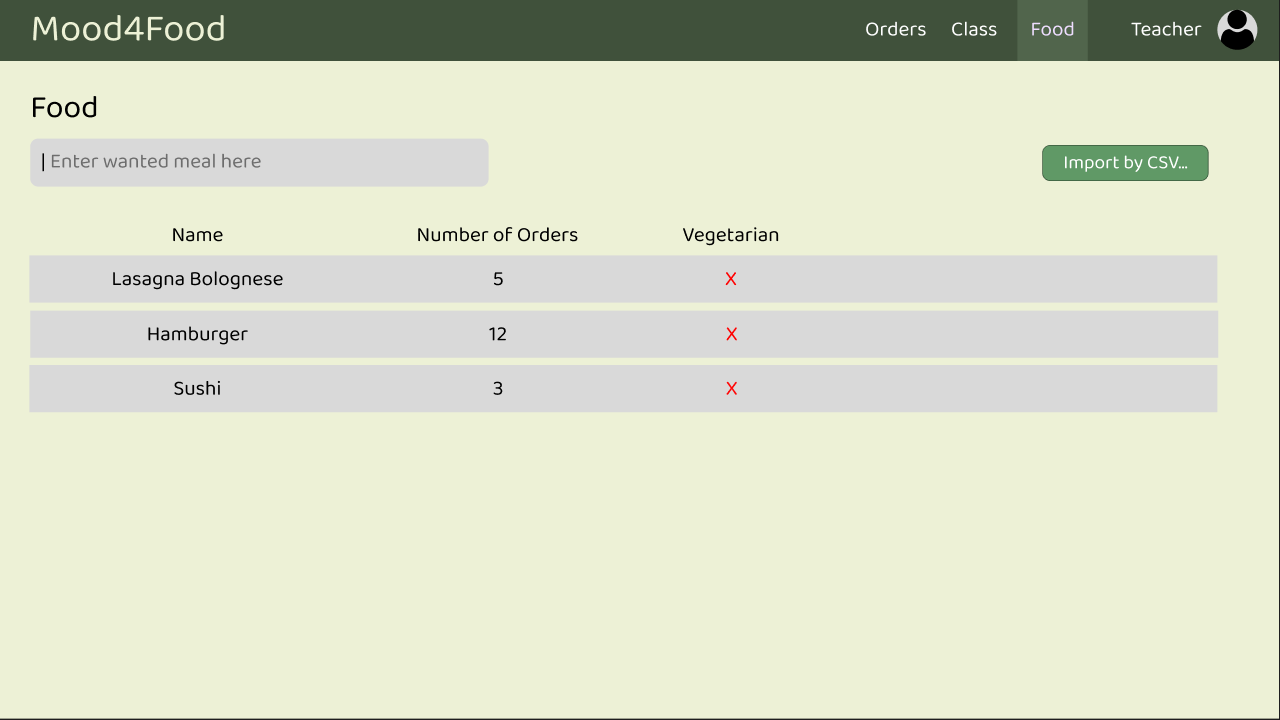 Mood4Food Orders Class Food Teacher
Food
Enter wanted meal here Import by CSV...
Name Number of Orders Vegetarian
Lasagna Bolognese 5 X
Hamburger 12 X
Sushi 3 X